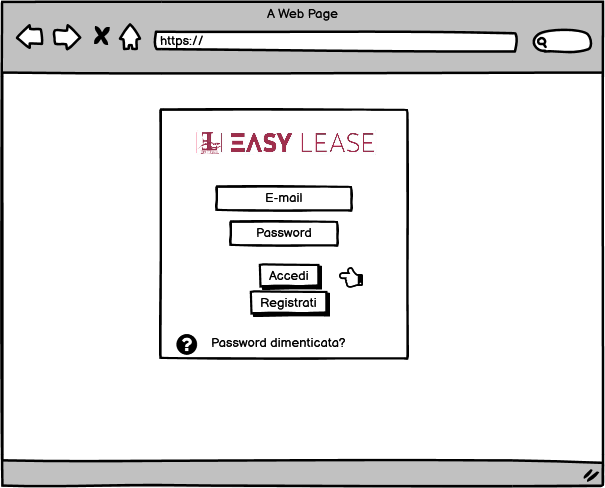 A Web Page
https://
EASY LEASE
E-mail
Password
Accedi
Registrati
? Password dimenticata?